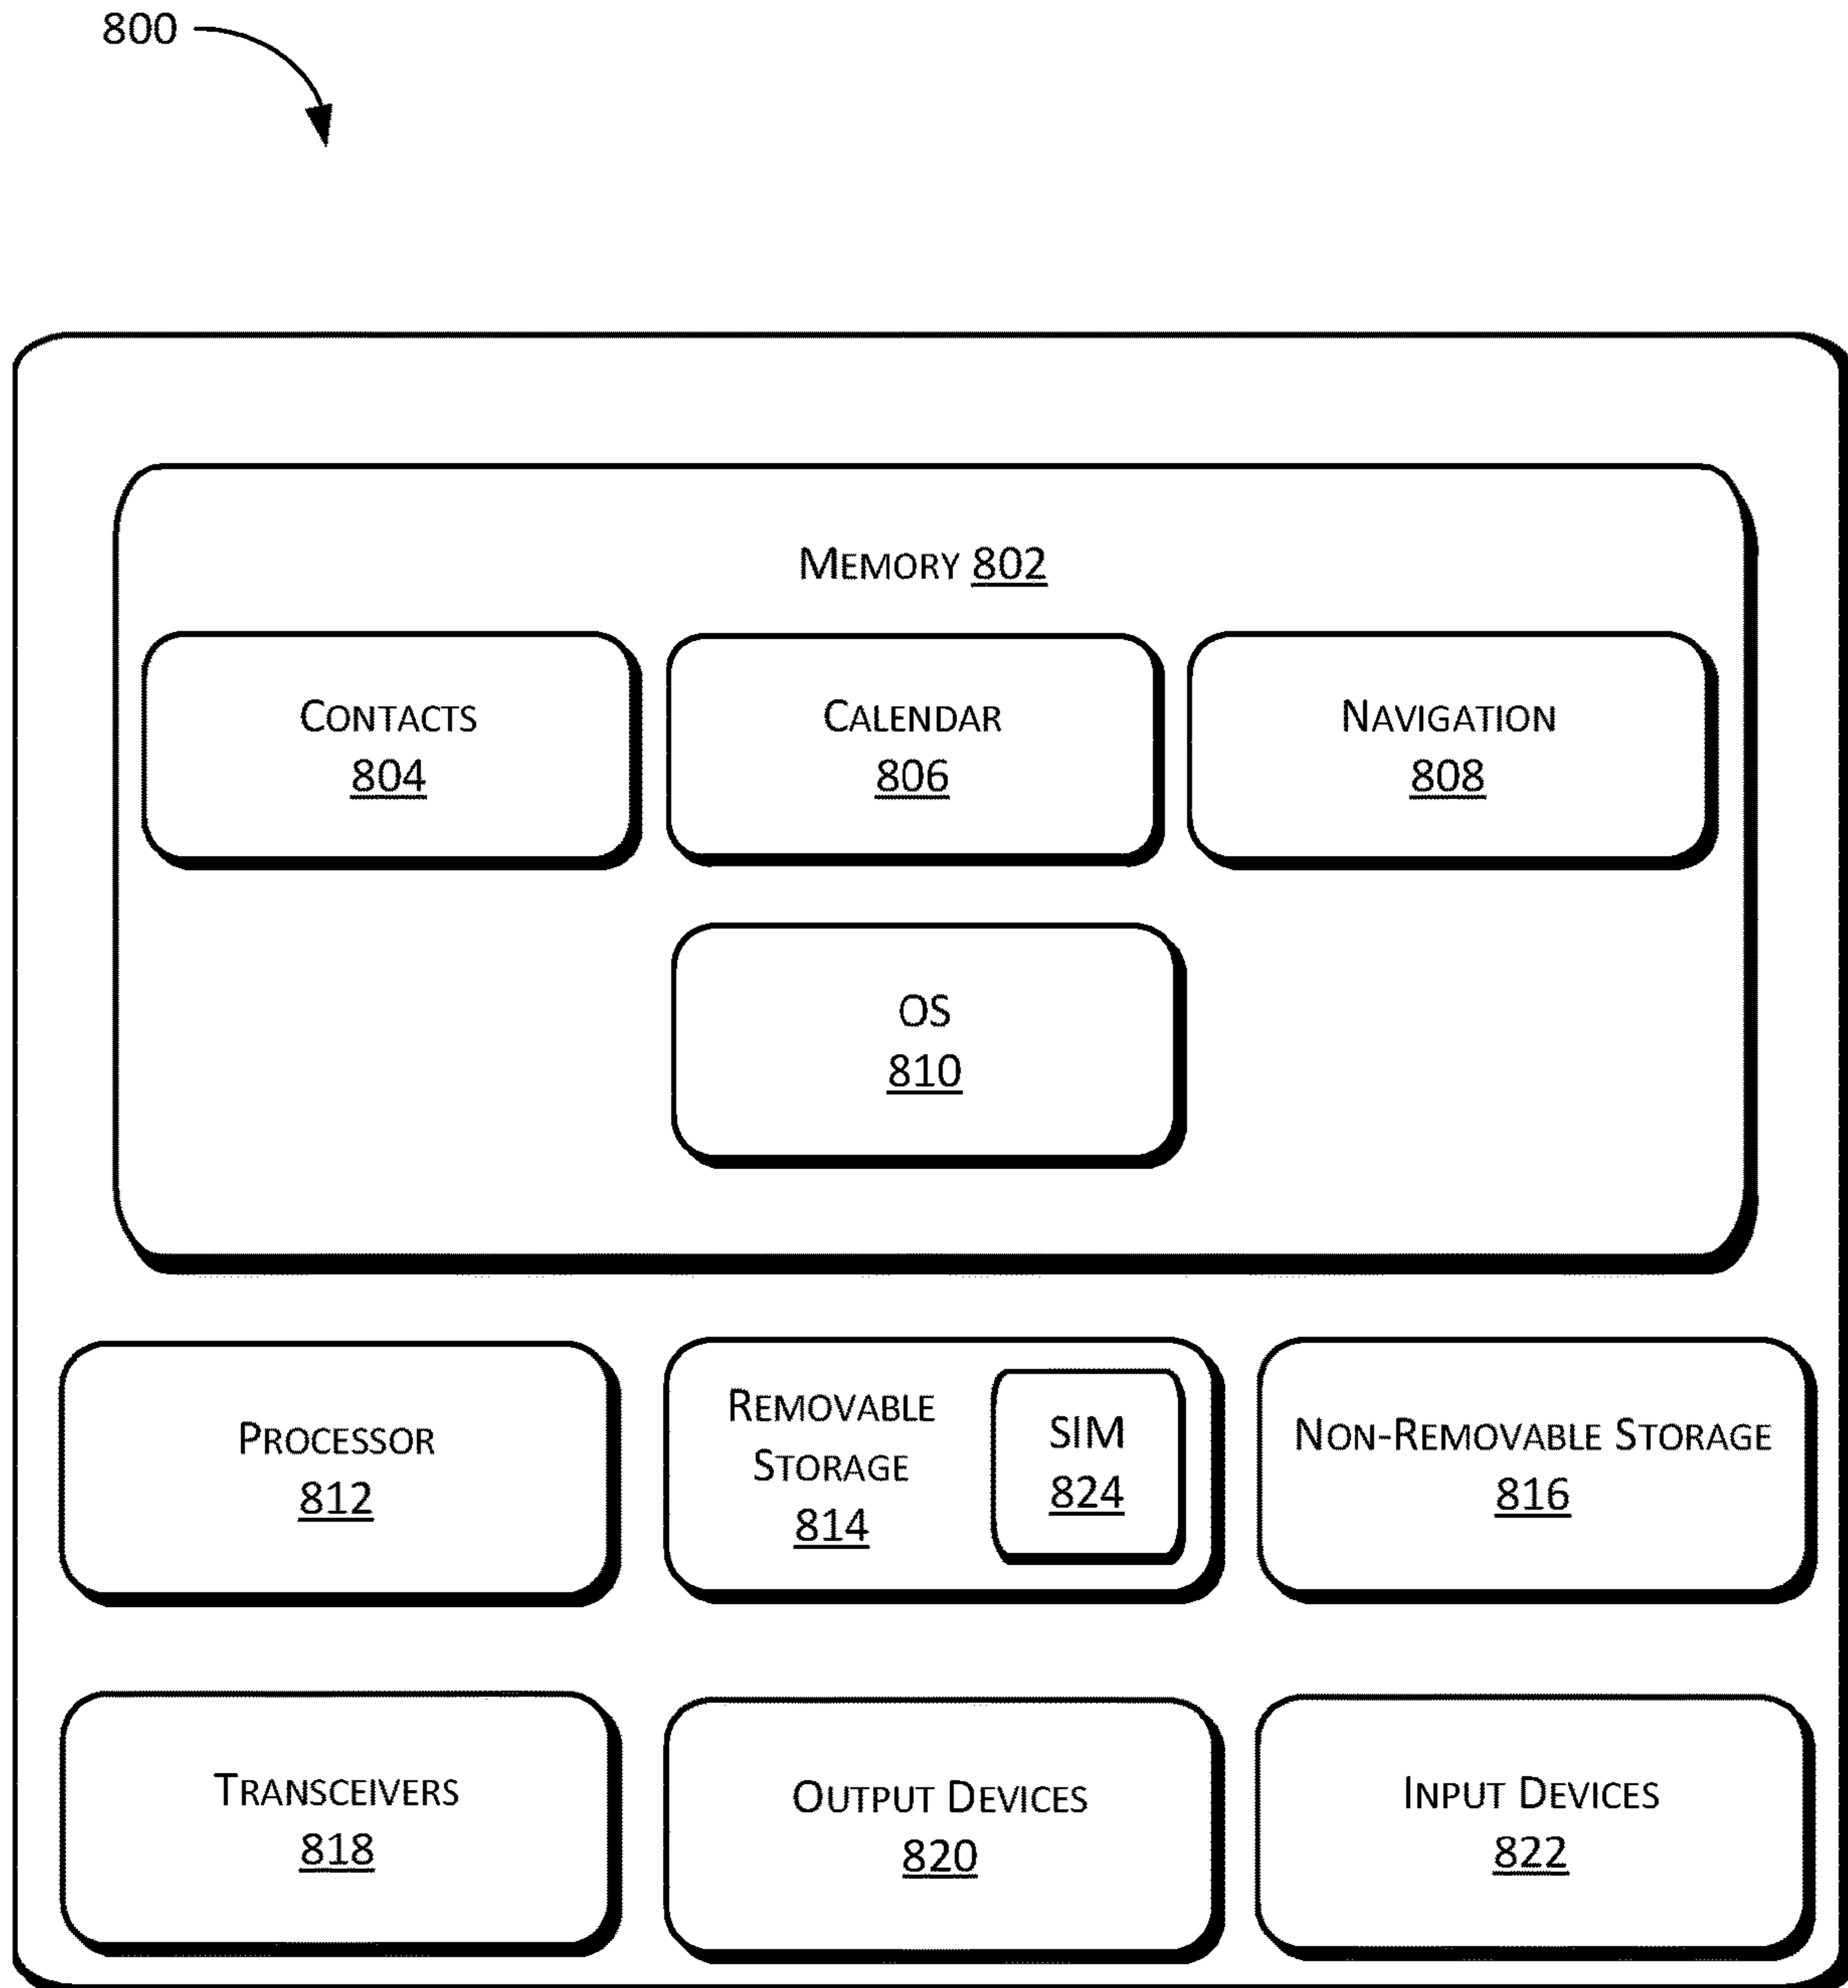 800
MEMORY 802
CONTACTS
804
CALENDAR
806
NAVIGATION
808
OS
810
PROCESSOR
812
REMOVABLE
STORAGE
814
SIM
824
NON-REMOVABLE STORAGE
816
TRANSCEIVERS
818
OUTPUT DEVICES
820
INPUT DEVICES
822